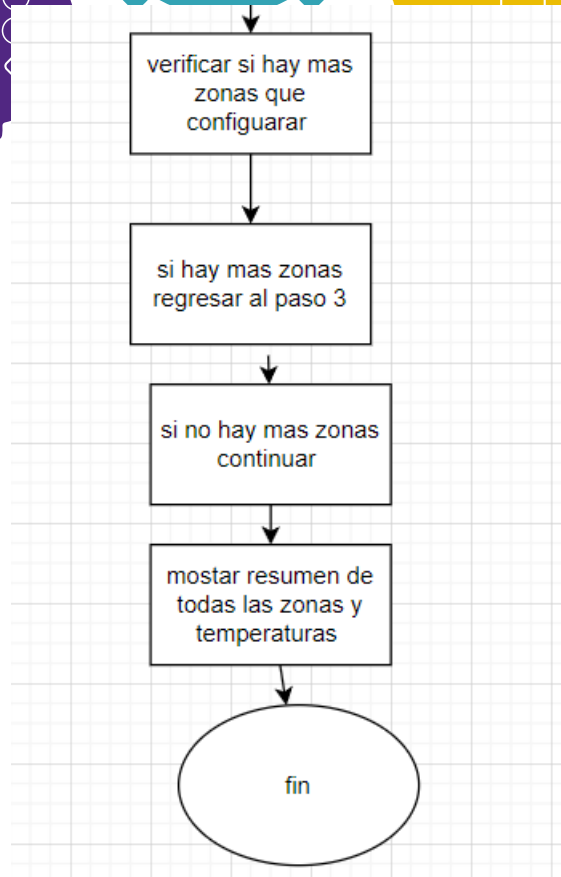 verificar si hay mas
zonas que
configuarar
si hay mas zonas
regresar al paso 3
si no hay mas zonas
continuar
mostar resumen de
todas las zonas y
temperaturas
fin